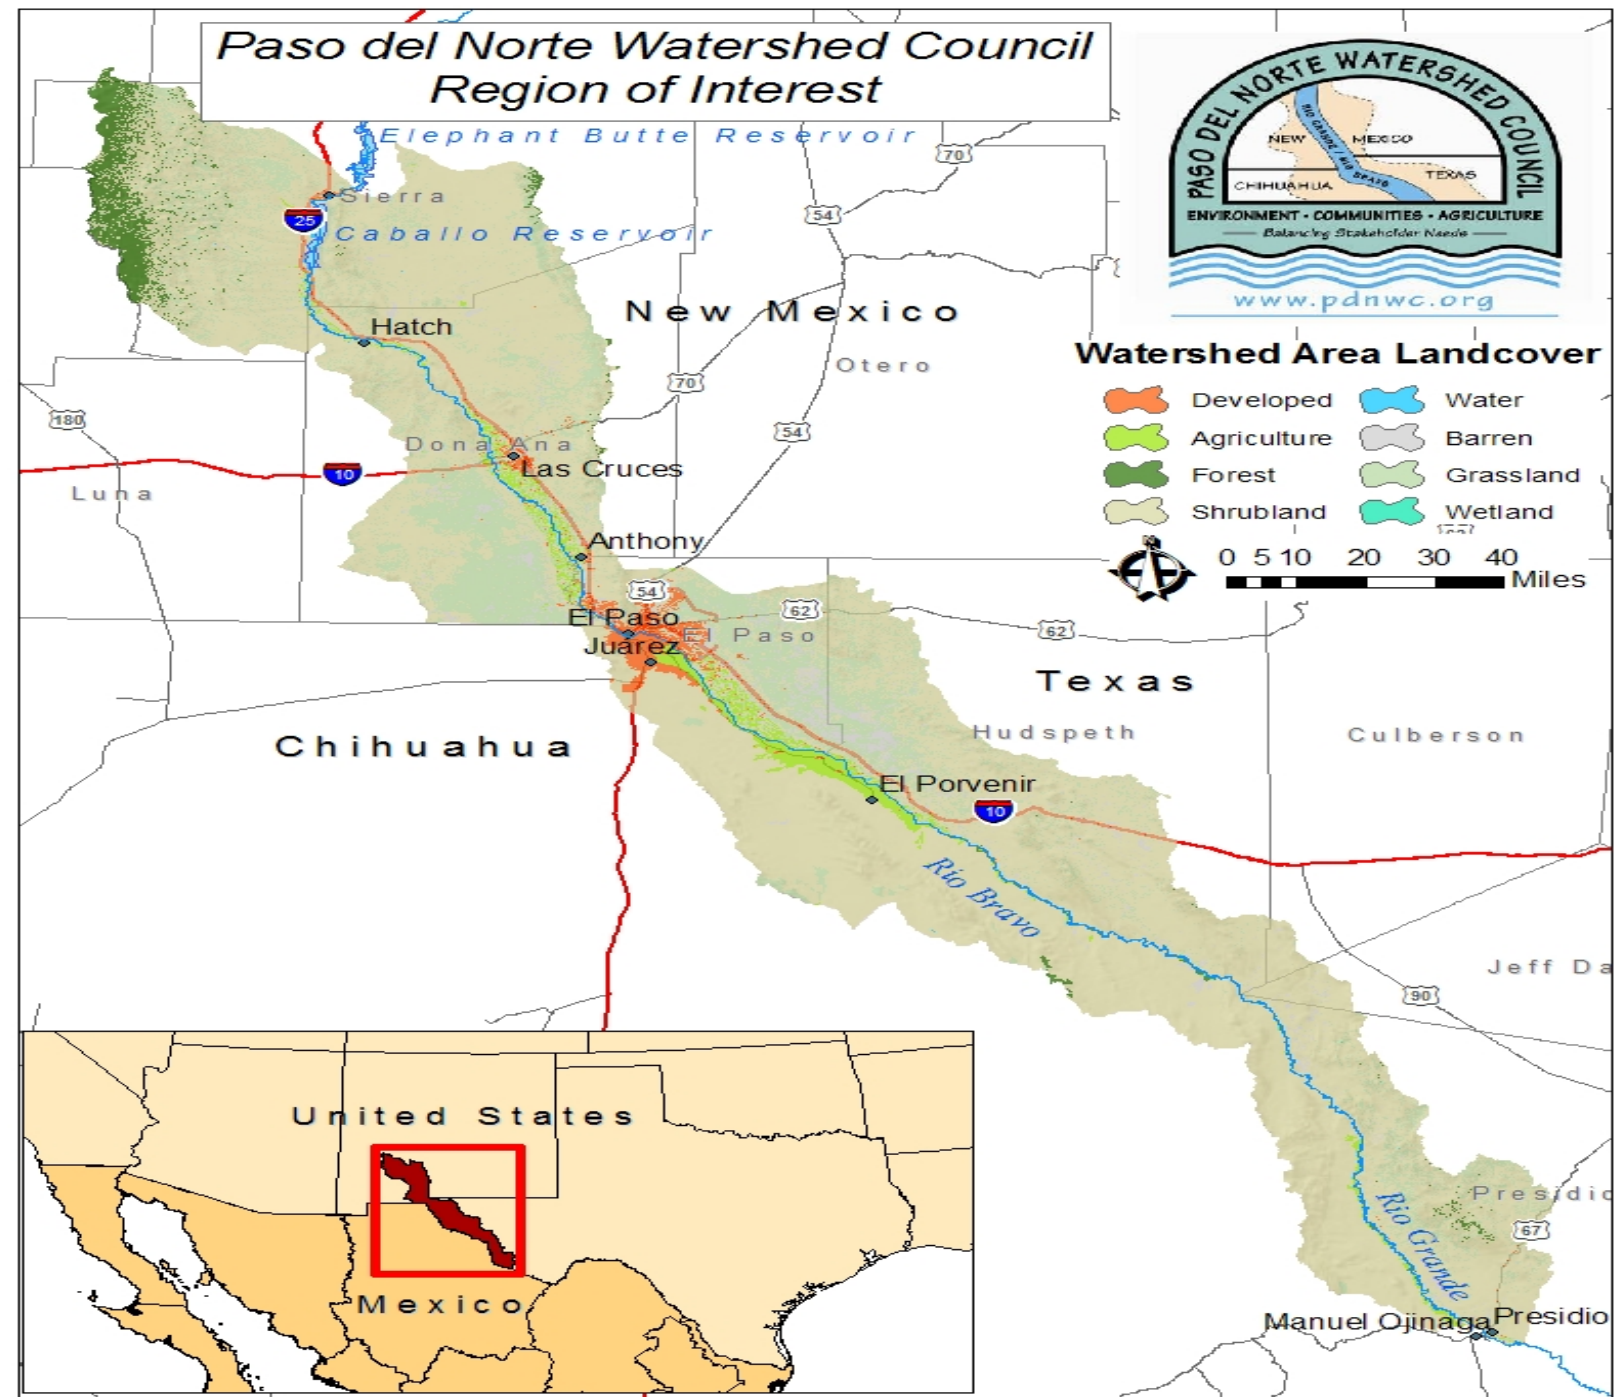 Paso del Norte Watershed Council
Region of Interest
PASO DEL NORTE WATERSHED COUNCIL
NEW MEXICO
RIO GRANDE / RIO BRAVO
CHIHUAHUA
TEXAS
ENVIRONMENT • COMMUNITIES • AGRICULTURE
Balancing Stakeholder Needs
www.pdnwc.org
Elephant Butte Reservoir
70
Sierra
54
25
Caballo Reservoir
New Mexico
Hatch
Otero
70
180
54
Dona Ana
Las Cruces
10
Luna
Watershed Area Landcover
Developed
Water
Agriculture
Barren
Forest
Grassland
Shrubland
Wetland
N
0 5 10 20 30 40
Miles
Anthony
54
El Paso
62
62
El Paso
Juárez
Texas
Chihuahua
Hudspeth
Culberson
El Porvenir
10
Rio Bravo
Jeff Da
90
United States
Mexico
Presidio
67
Rio Grande
Manuel Ojinaga
Presidio